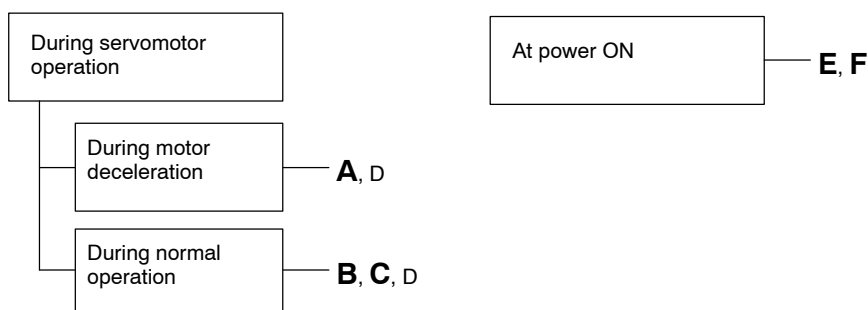 During servomotor
operation
At power ON
E, F
During motor
deceleration
A, D
During normal
operation
B, C, D